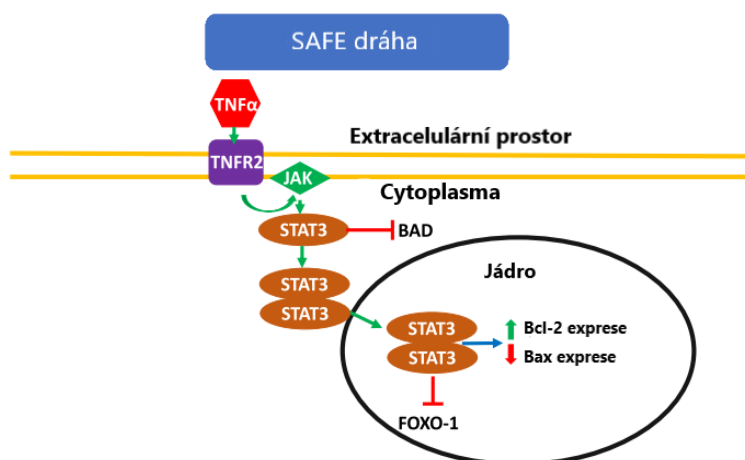 SAFE dráha
TNFα
Extracelulární prostor
TNFR2
JAK
Cytoplasma
STAT3
BAD
Jádro
STAT3
STAT3
STAT3
STAT3
Bcl-2 exprese
Bax exprese
FOXO-1